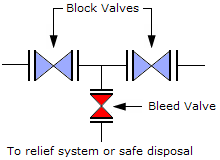 Block Valves
Bleed Valve
To relief system or safe disposal